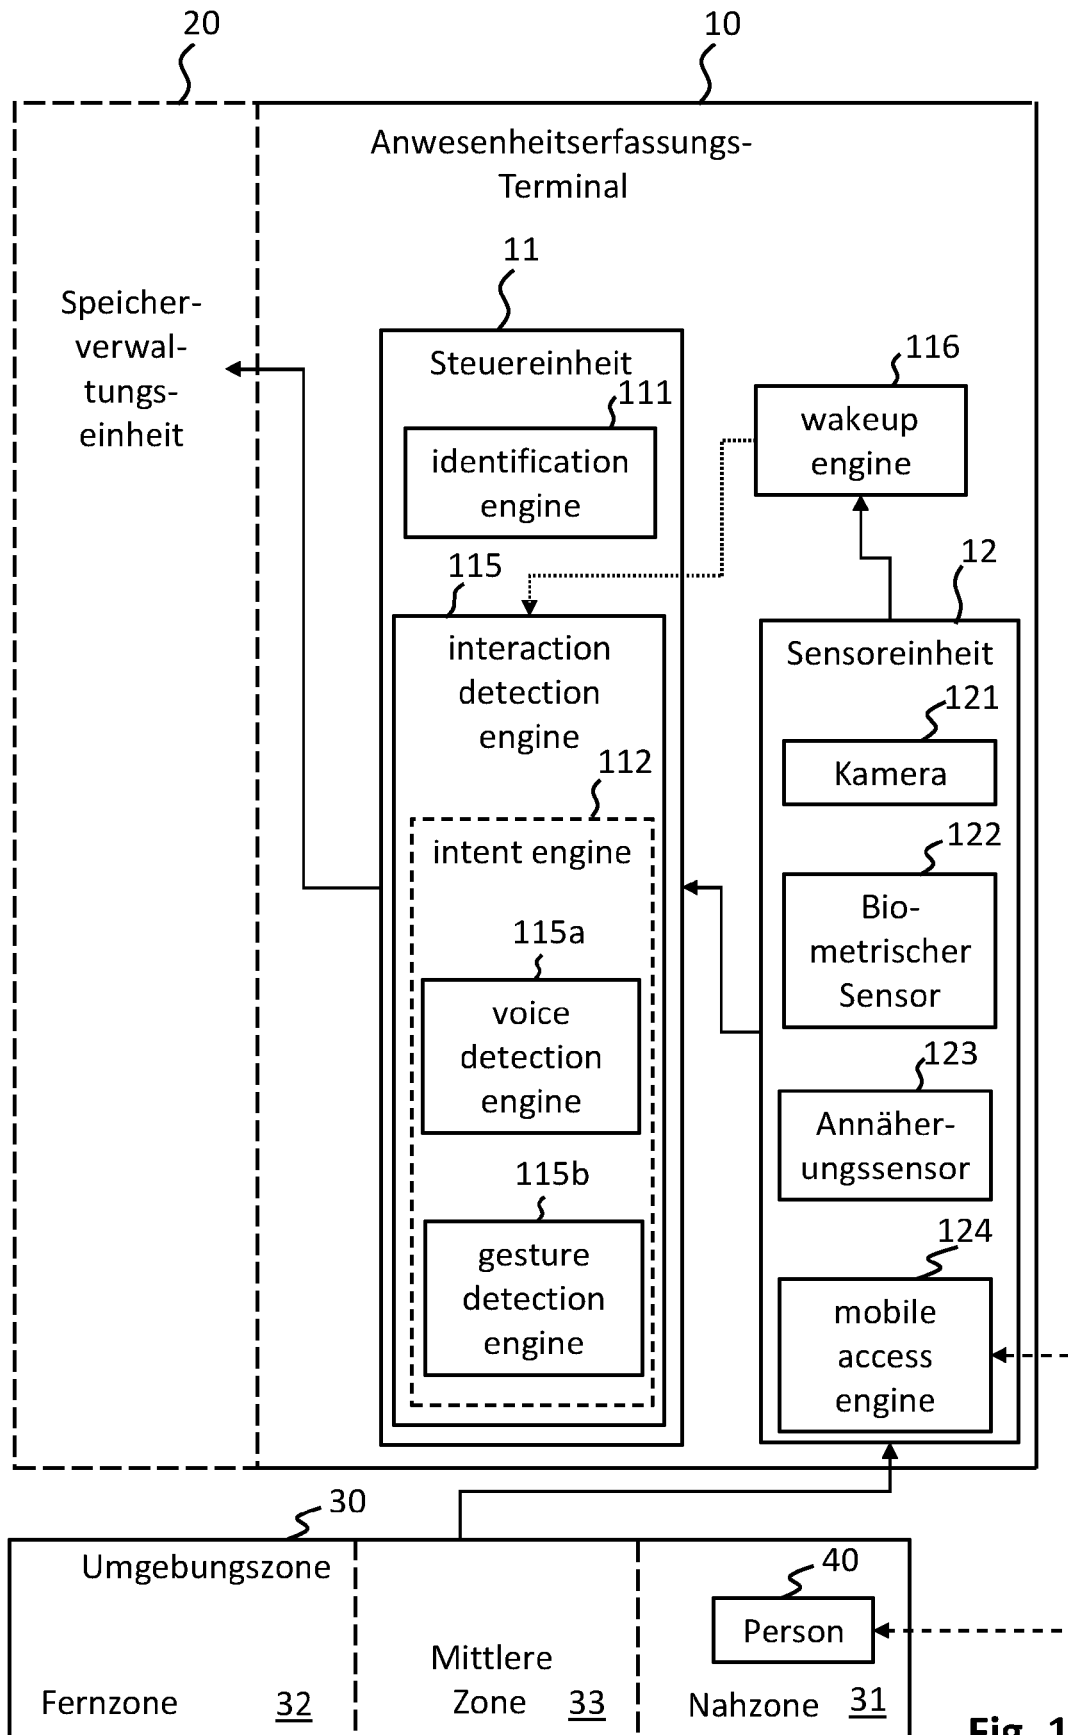 20
10
Anwesenheitserfassungs-
Terminal
11
Speicher-
verwal-
tungs-
einheit
Steuereinheit
111
identification
engine
116
wakeup
engine
115
interaction
detection
engine
112
intent engine
115a
voice
detection
engine
115b
gesture
detection
engine
12
Sensoreinheit
121
Kamera
122
Bio-
metrischer
Sensor
123
Annäher-
ungssensor
124
mobile
access
engine
30
Umgebungszone
40
Person
Fernzone 32
Mittlere
Zone 33
Nahzone 31
Fig. 1